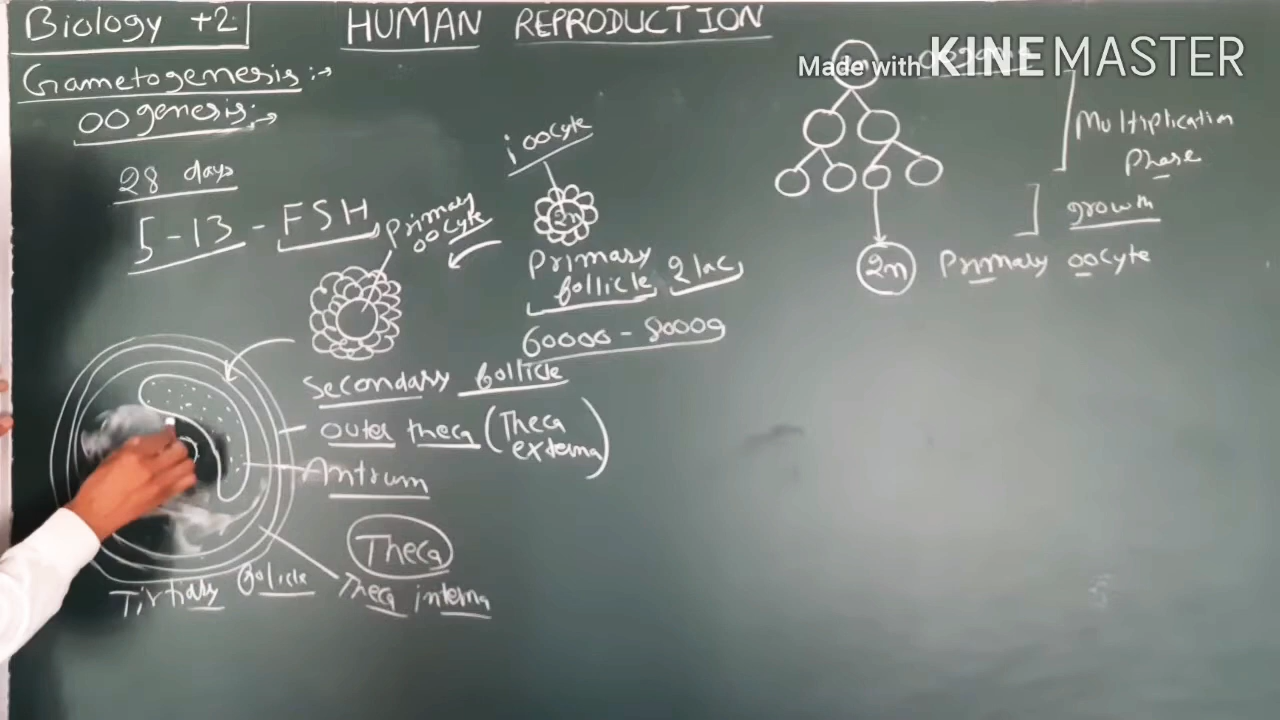 Biology +2
HUMAN REPRODUCTION
Made with KINEMASTER
Gametogenesis :→
OOgenesis :→
28 days
5-13 - FSH
Primary
oocyte
i oocyte
2n
Primary
follicle 2 lac
60000 - 80000
Secondary follicle
outer theca (Theca
externa)
Antrum
Theca
Theca interna
Tirtiary folicle
Multiplication
Phase
growth
2n Primary oocyte